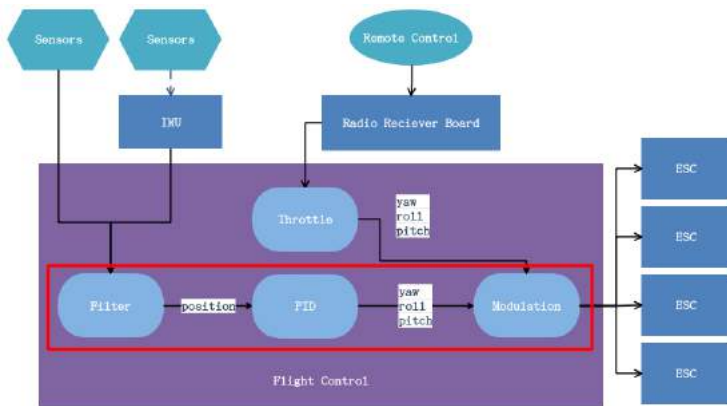 Sensors
Sensors
Remote Control
IMU
Radio Reciever Board
ESC
Throttle
yaw
roll
pitch
ESC
Filter
position
PID
yaw
roll
pitch
Modulation
ESC
Flight Control
ESC